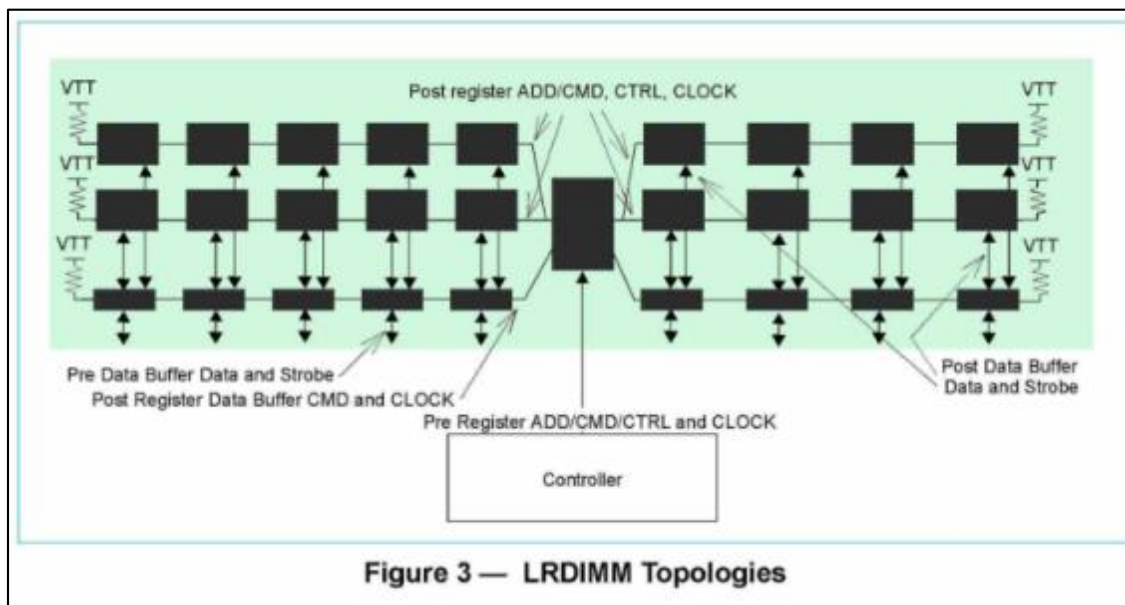 VTT
Post register ADD/CMD, CTRL, CLOCK
VTT
VTT
VTT
VTT
VTT
Pre Data Buffer Data and Strobe
Post Register Data Buffer CMD and CLOCK
Post Data Buffer
Data and Strobe
Pre Register ADD/CMD/CTRL and CLOCK
Controller
Figure 3 — LRDIMM Topologies